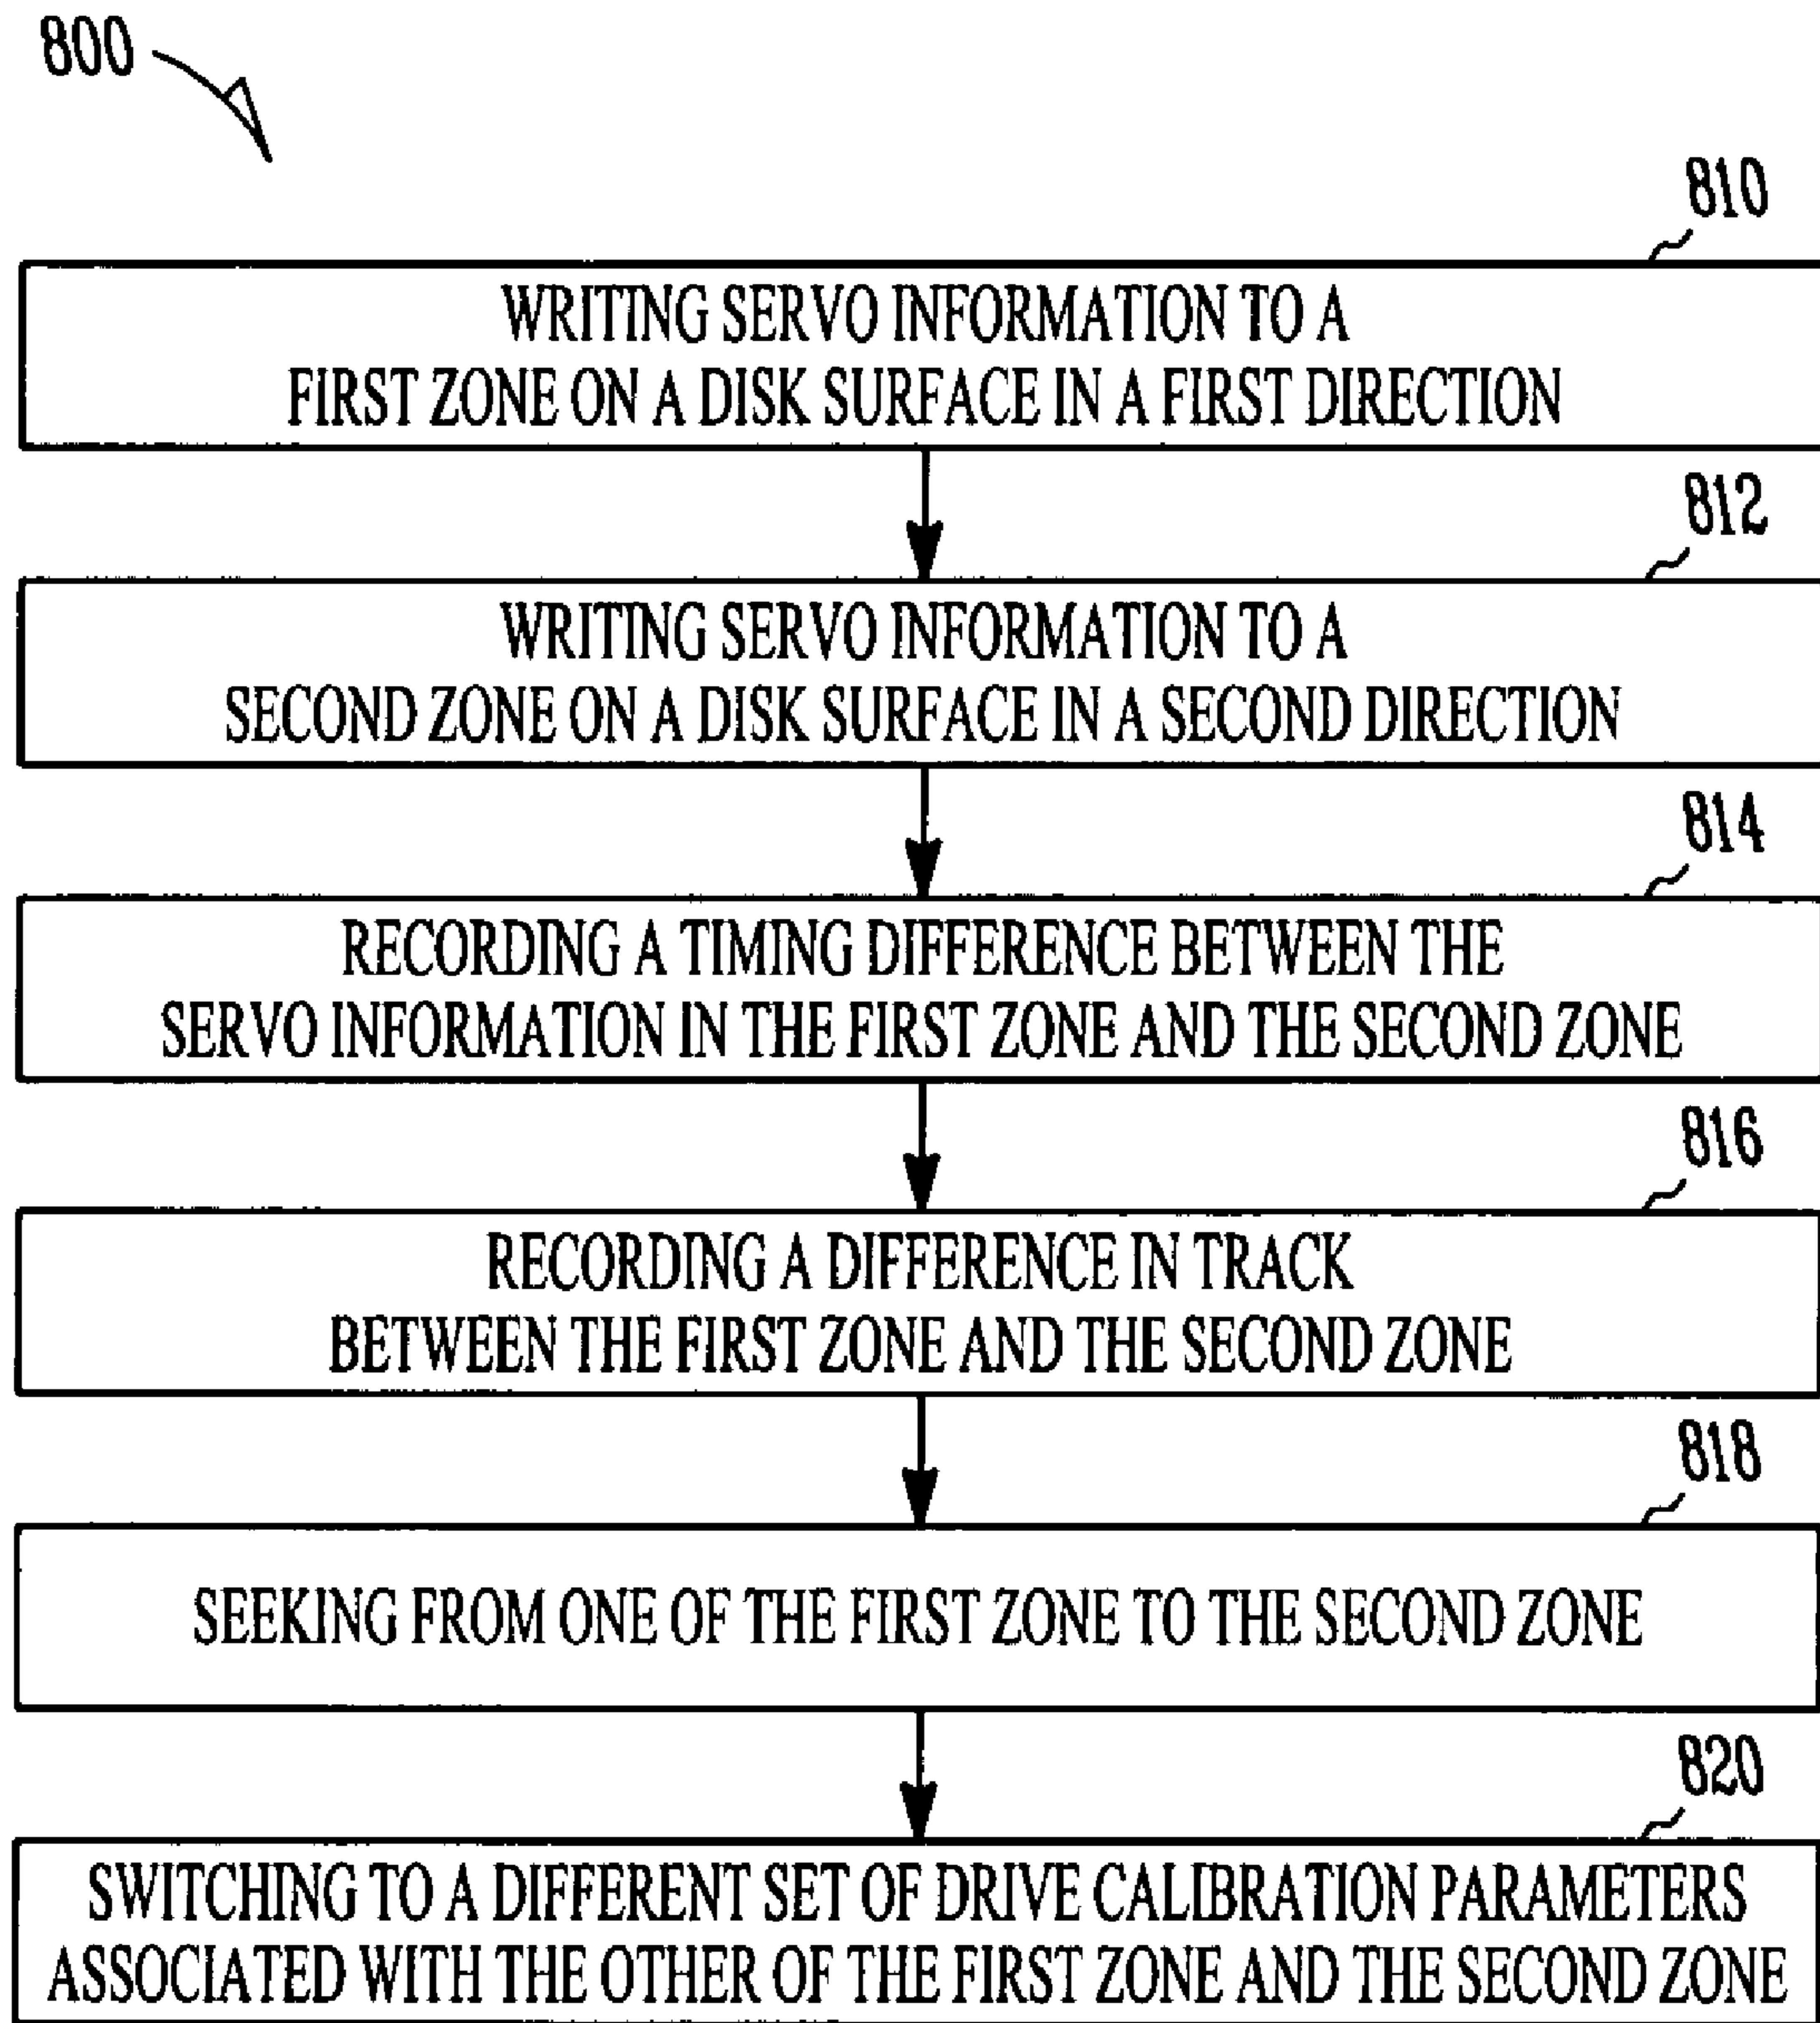 800
810
WRITING SERVO INFORMATION TO A
FIRST ZONE ON A DISK SURFACE IN A FIRST DIRECTION
812
WRITING SERVO INFORMATION TO A
SECOND ZONE ON A DISK SURFACE IN A SECOND DIRECTION
814
RECORDING A TIMING DIFFERENCE BETWEEN THE
SERVO INFORMATION IN THE FIRST ZONE AND THE SECOND ZONE
816
RECORDING A DIFFERENCE IN TRACK
BETWEEN THE FIRST ZONE AND THE SECOND ZONE
818
SEEKING FROM ONE OF THE FIRST ZONE TO THE SECOND ZONE
820
SWITCHING TO A DIFFERENT SET OF DRIVE CALIBRATION PARAMETERS
ASSOCIATED WITH THE OTHER OF THE FIRST ZONE AND THE SECOND ZONE